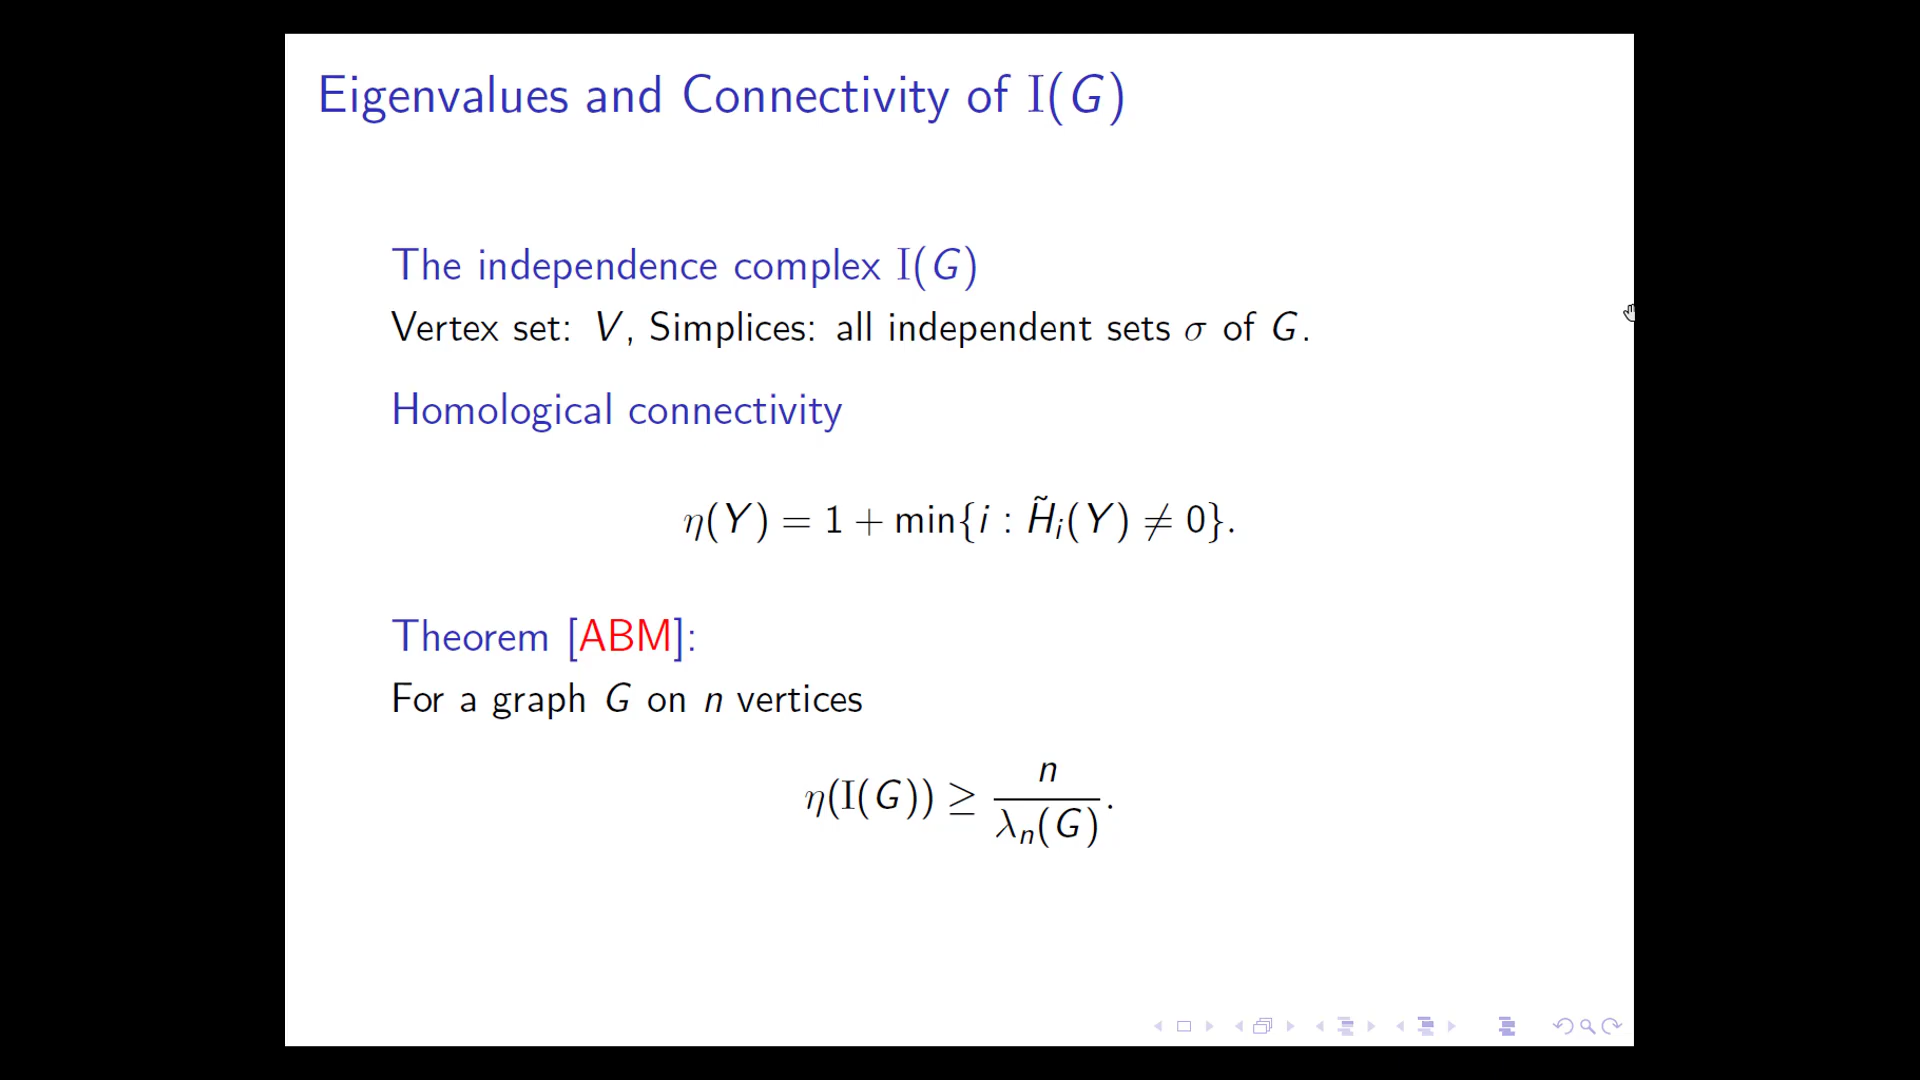 Eigenvalues and Connectivity of I(G)
The independence complex I(G)
Vertex set: V, Simplices: all independent sets σ of G.
Homological connectivity
η(Y) = 1 + min{i : H̃ᵢ(Y) ≠ 0}.
Theorem [ABM]:
For a graph G on n vertices
η(I(G)) ≥ n / λₙ(G).